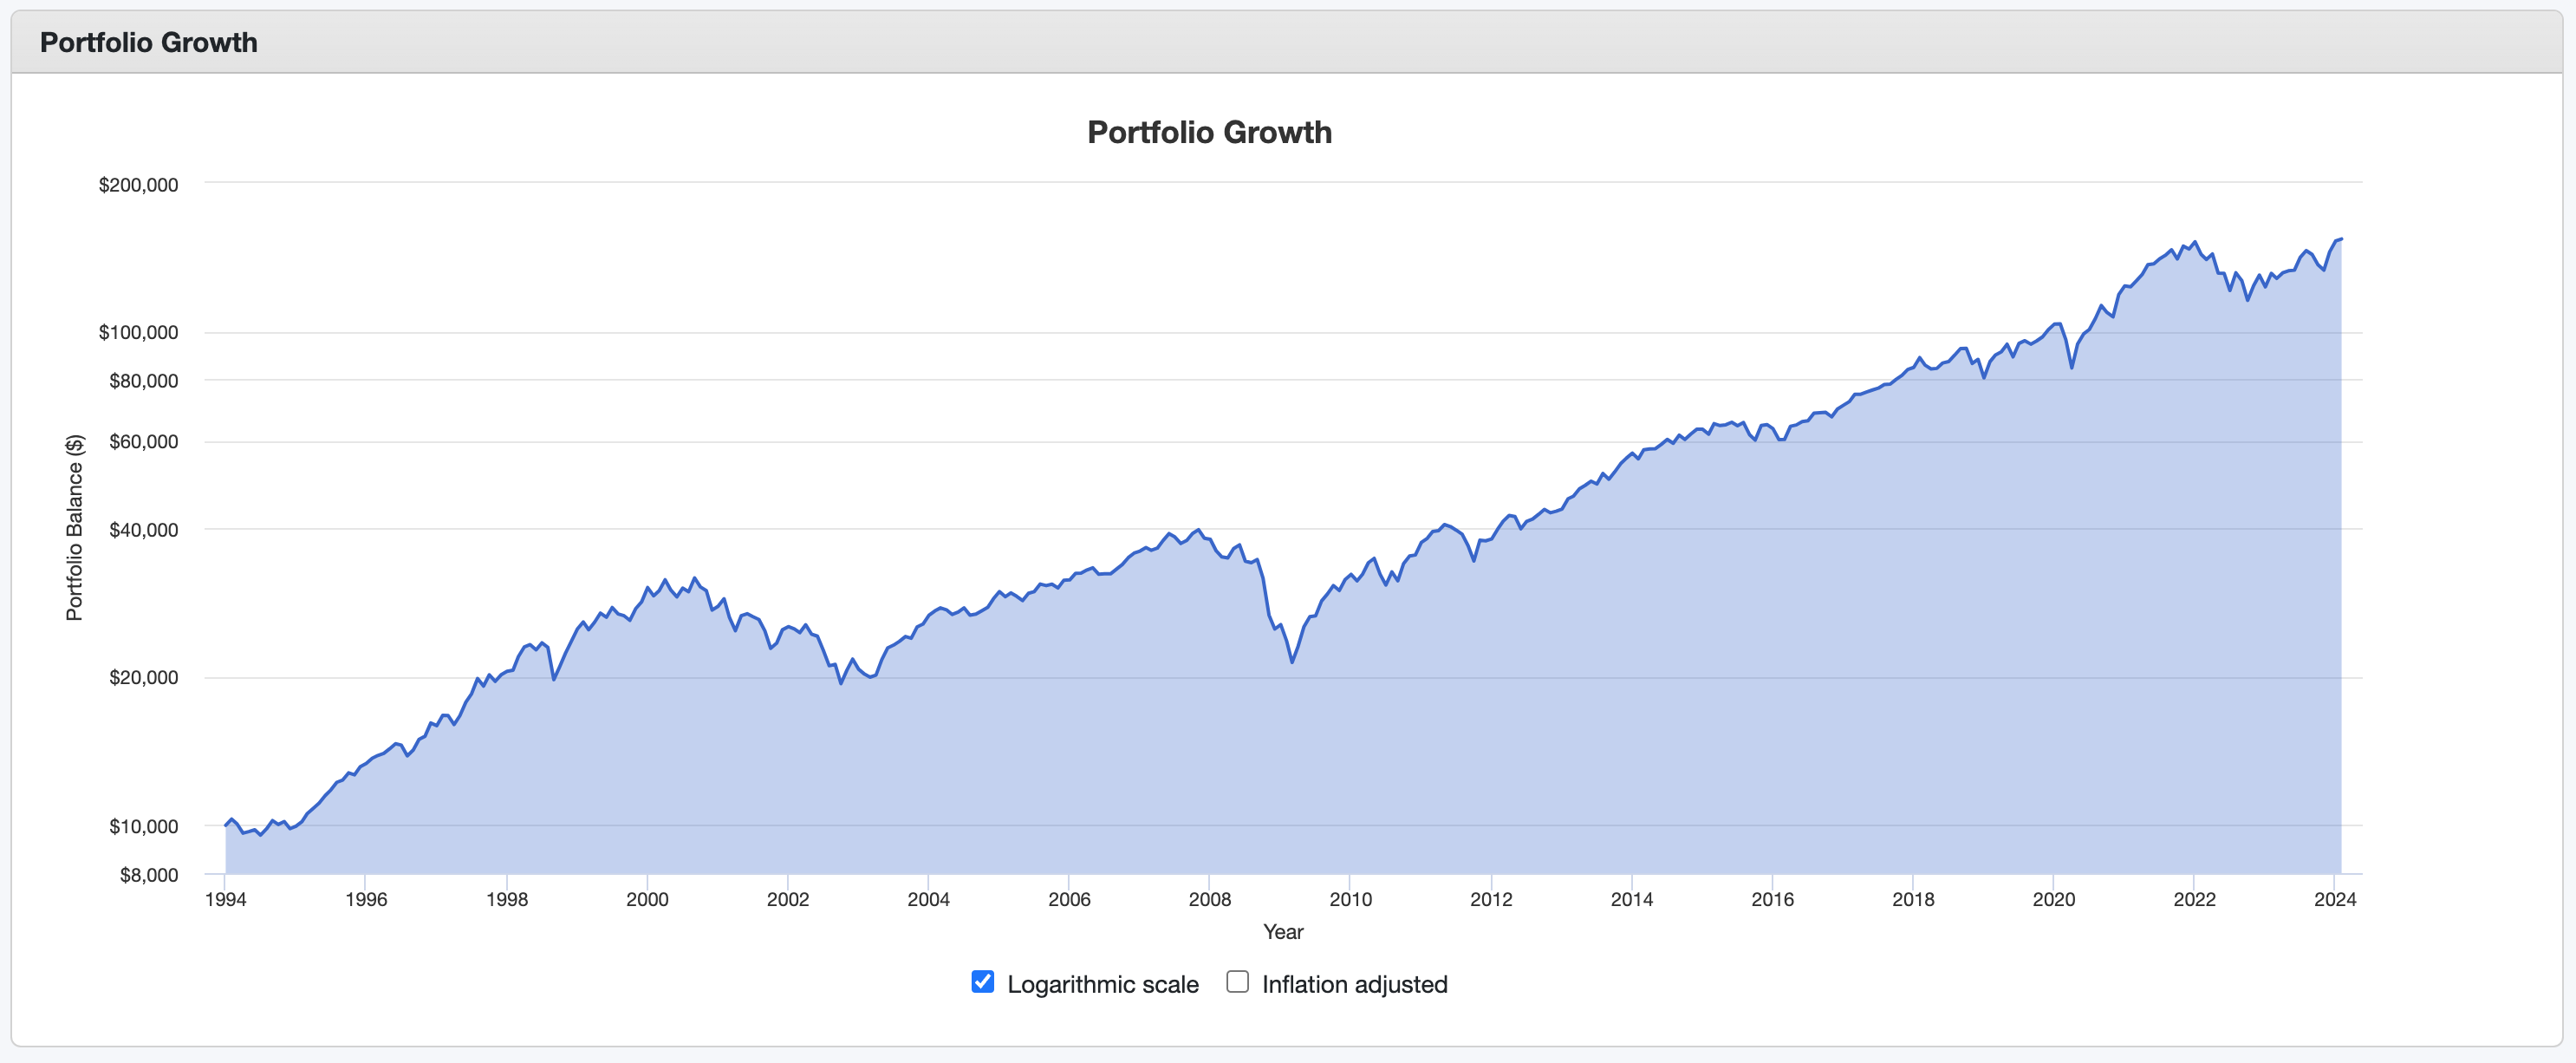 Portfolio Growth
Portfolio Growth
$200,000
$100,000
$80,000
$60,000
$40,000
$20,000
$10,000
$8,000
Portfolio Balance ($)
1994 1996 1998 2000 2002 2004 2006 2008 2010 2012 2014 2016 2018 2020 2022 2024
Year
Logarithmic scale Inflation adjusted